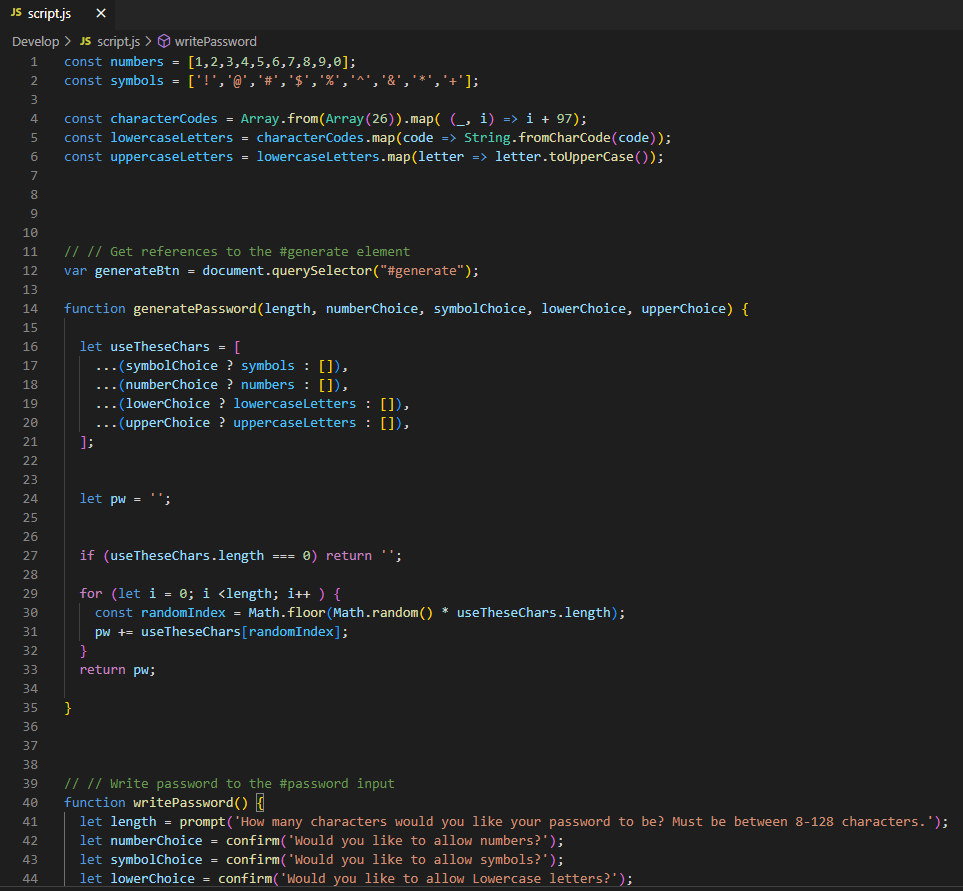 JS script.js ×
Develop > JS script.js > writePassword
1 const numbers = [1,2,3,4,5,6,7,8,9,0];
2 const symbols = ['!','@','#','$','%','^','&','*','+'];
3
4 const characterCodes = Array.from(Array(26)).map( (_, i) => i + 97);
5 const lowercaseLetters = characterCodes.map(code => String.fromCharCode(code));
6 const uppercaseLetters = lowercaseLetters.map(letter => letter.toUpperCase());
7
8
9
10
11 // // Get references to the #generate element
12 var generateBtn = document.querySelector("#generate");
13
14 function generatePassword(length, numberChoice, symbolChoice, lowerChoice, upperChoice) {
15
16   let useTheseChars = [
17     ...(symbolChoice ? symbols : []),
18     ...(numberChoice ? numbers : []),
19     ...(lowerChoice ? lowercaseLetters : []),
20     ...(upperChoice ? uppercaseLetters : []),
21   ];
22
23
24   let pw = '';
25
26
27   if (useTheseChars.length === 0) return '';
28
29   for (let i = 0; i <length; i++ ) {
30     const randomIndex = Math.floor(Math.random() * useTheseChars.length);
31     pw += useTheseChars[randomIndex];
32   }
33   return pw;
34
35 }
36
37
38
39 // // Write password to the #password input
40 function writePassword() {
41   let length = prompt('How many characters would you like your password to be? Must be between 8-128 characters.');
42   let numberChoice = confirm('Would you like to allow numbers?');
43   let symbolChoice = confirm('Would you like to allow symbols?');
44   let lowerChoice = confirm('Would you like to allow Lowercase letters?');